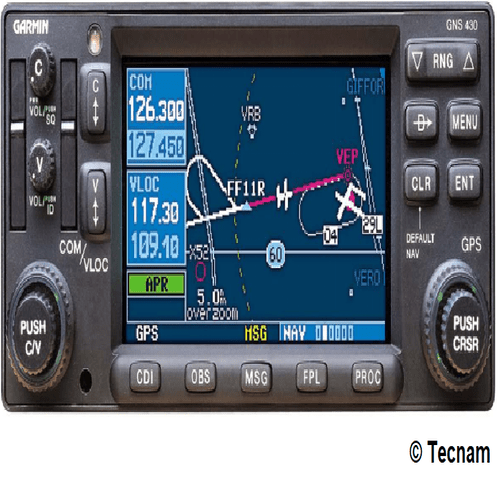 GARMIN
GNS 430
C
PWR VOL/PUSH SQ
C
V
VOL/PUSH ID
V
COM/VLOC
PUSH C/V
COM
126.300
127.450
VLOC
117.30
109.10
APR
GPS
MSG
NAV
GIFFOR
VRB
VEP
FF11R
04
29L
X52
60
VERO
5.0m
overzoom
RNG
D
MENU
CLR
ENT
DEFAULT NAV
GPS
PUSH CRSR
CDI
OBS
MSG
FPL
PROC
© Tecnam